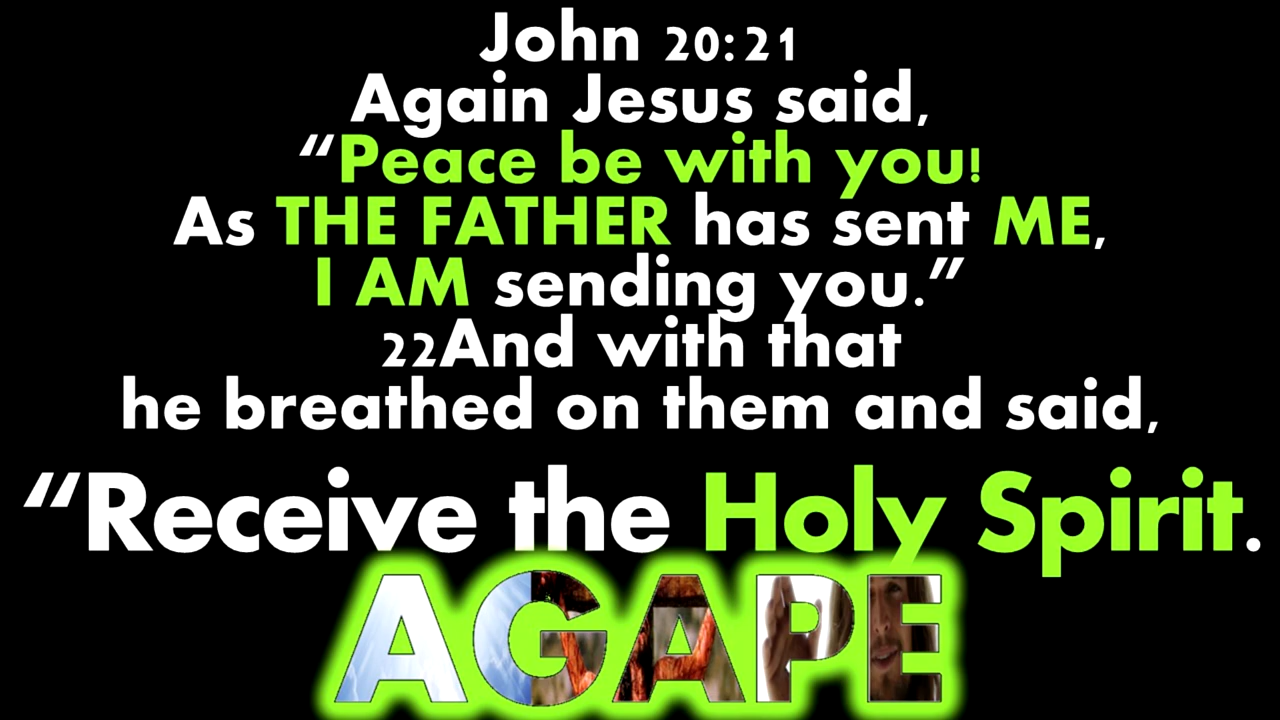 John 20:21
Again Jesus said,
“Peace be with you!
As THE FATHER has sent ME,
I AM sending you.”
22And with that
he breathed on them and said,
“Receive the Holy Spirit.
AGAPE